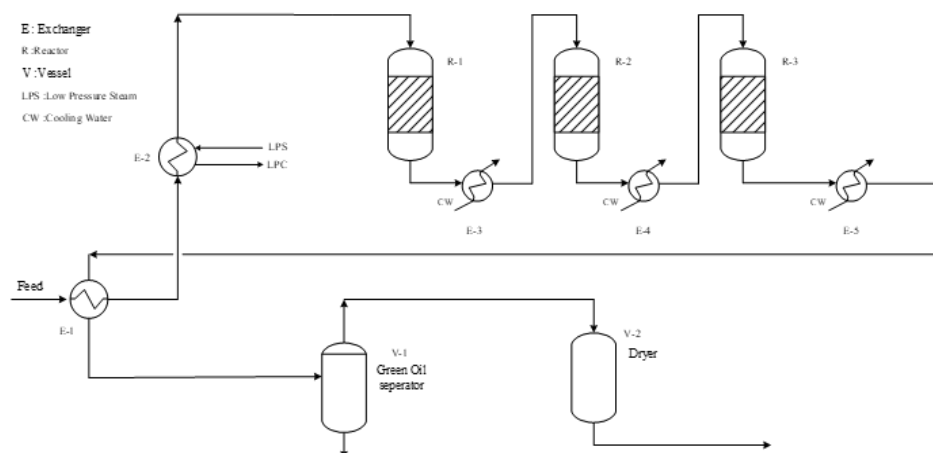 E : Exchanger
R :Reactor
V :Vessel
LPS :Low Pressure Steam
CW :Cooling Water
R-1
R-2
R-3
E-2
LPS
LPC
CW
CW
CW
E-3
E-4
E-5
Feed
E-1
V-1
Green Oil
seperator
V-2
Dryer